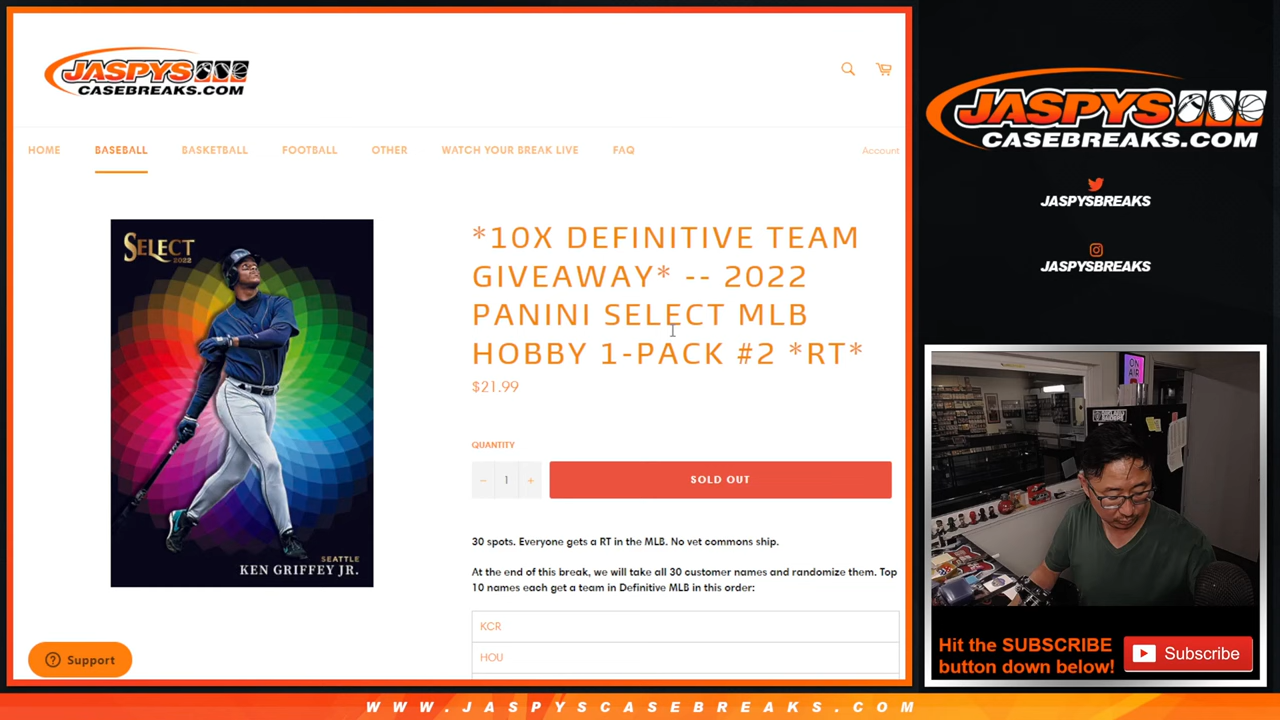 JASPYS
CASEBREAKS.COM
HOME BASEBALL BASKETBALL FOOTBALL OTHER WATCH YOUR BREAK LIVE FAQ Account
SELECT
2022
SEATTLE
KEN GRIFFEY JR.
*10X DEFINITIVE TEAM
GIVEAWAY* -- 2022
PANINI SELECT MLB
HOBBY 1-PACK #2 *RT*
$21.99
QUANTITY
− 1 + SOLD OUT
30 spots. Everyone gets a RT in the MLB. No vet commons ship.
At the end of this break, we will take all 30 customer names and randomize them. Top
10 names each get a team in Definitive MLB in this order:
KCR
HOU
Support
JASPYS
CASEBREAKS.COM
JASPYSBREAKS
JASPYSBREAKS
ON
AIR
Hit the SUBSCRIBE
button down below!
Subscribe
WWW.JASPYSCASEBREAKS.COM